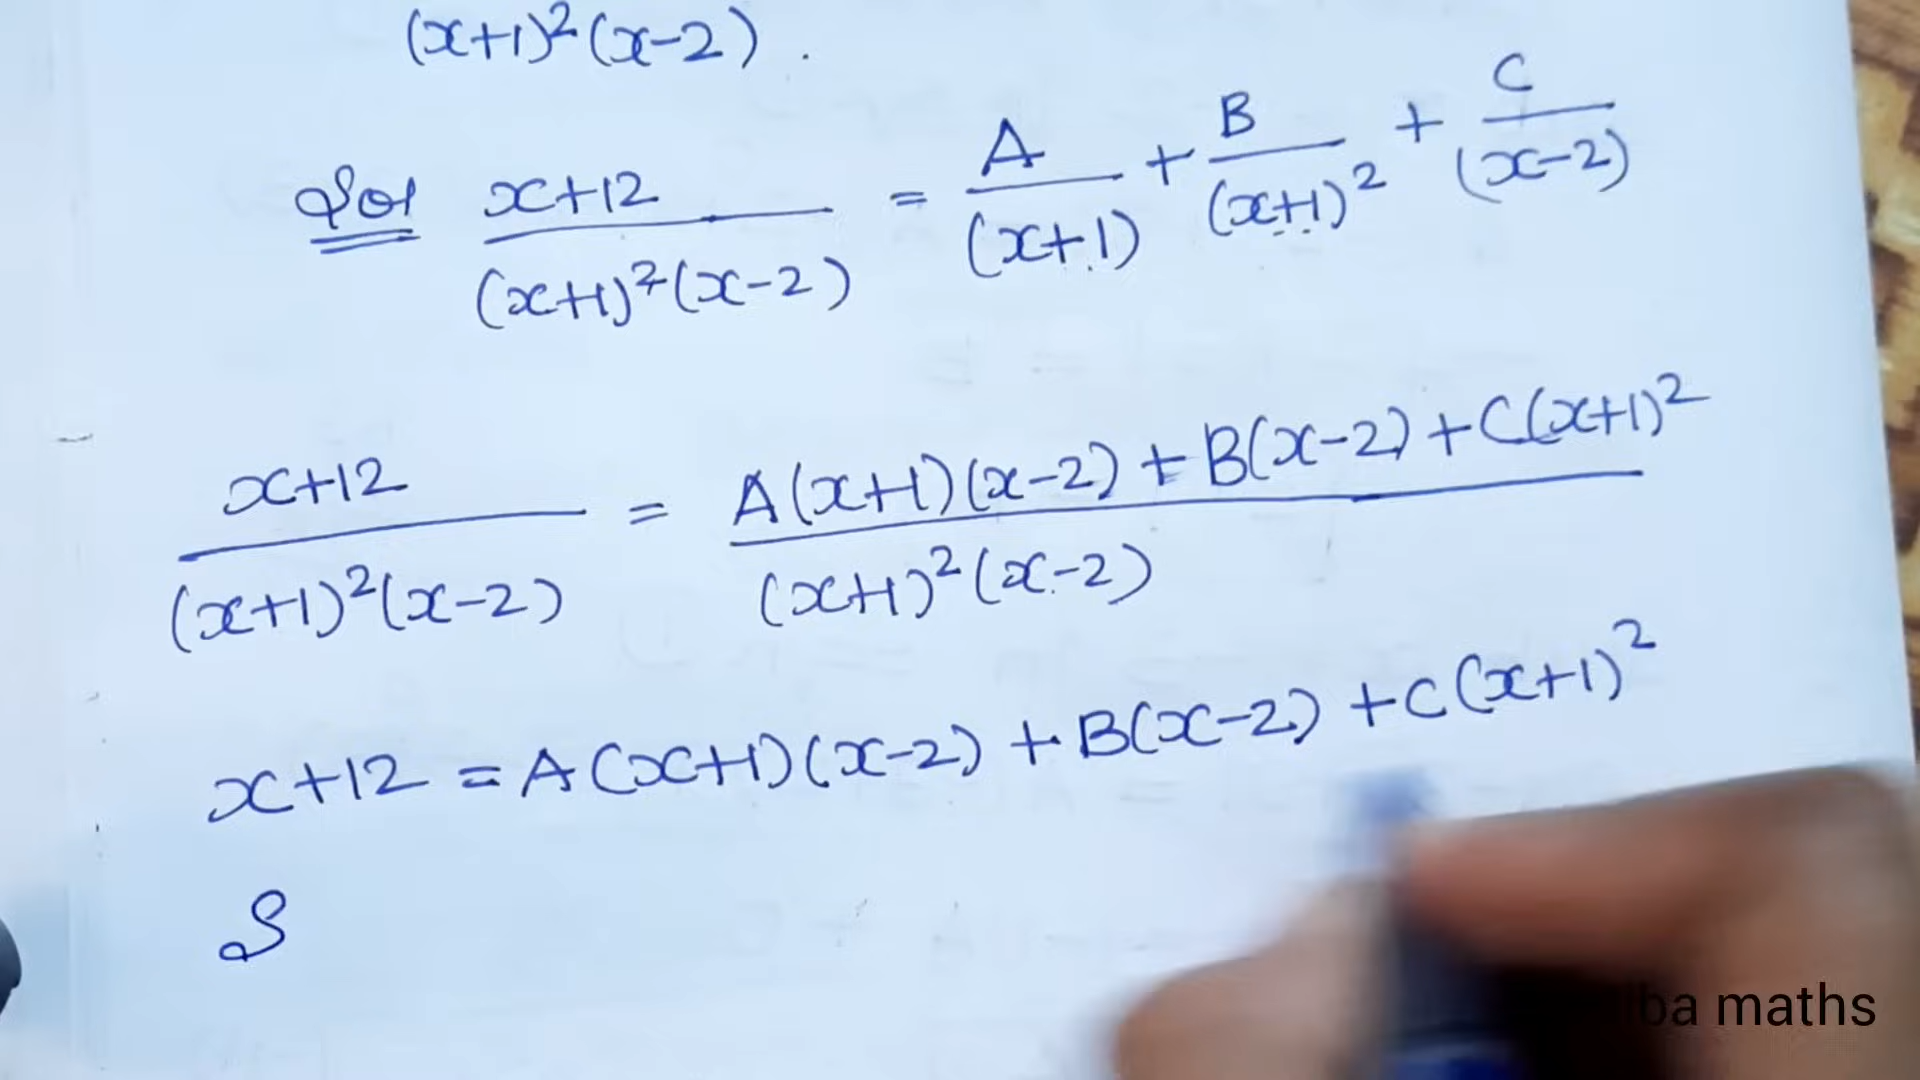 (x+1)²(x-2).
Sol x+12/(x+1)²(x-2) = A/(x+1) + B/(x+1)² + C/(x-2)
x+12/(x+1)²(x-2) = A(x+1)(x-2) + B(x-2) + C(x+1)²/(x+1)²(x-2)
x+12 = A(x+1)(x-2) + B(x-2) + C(x+1)²
S
maths